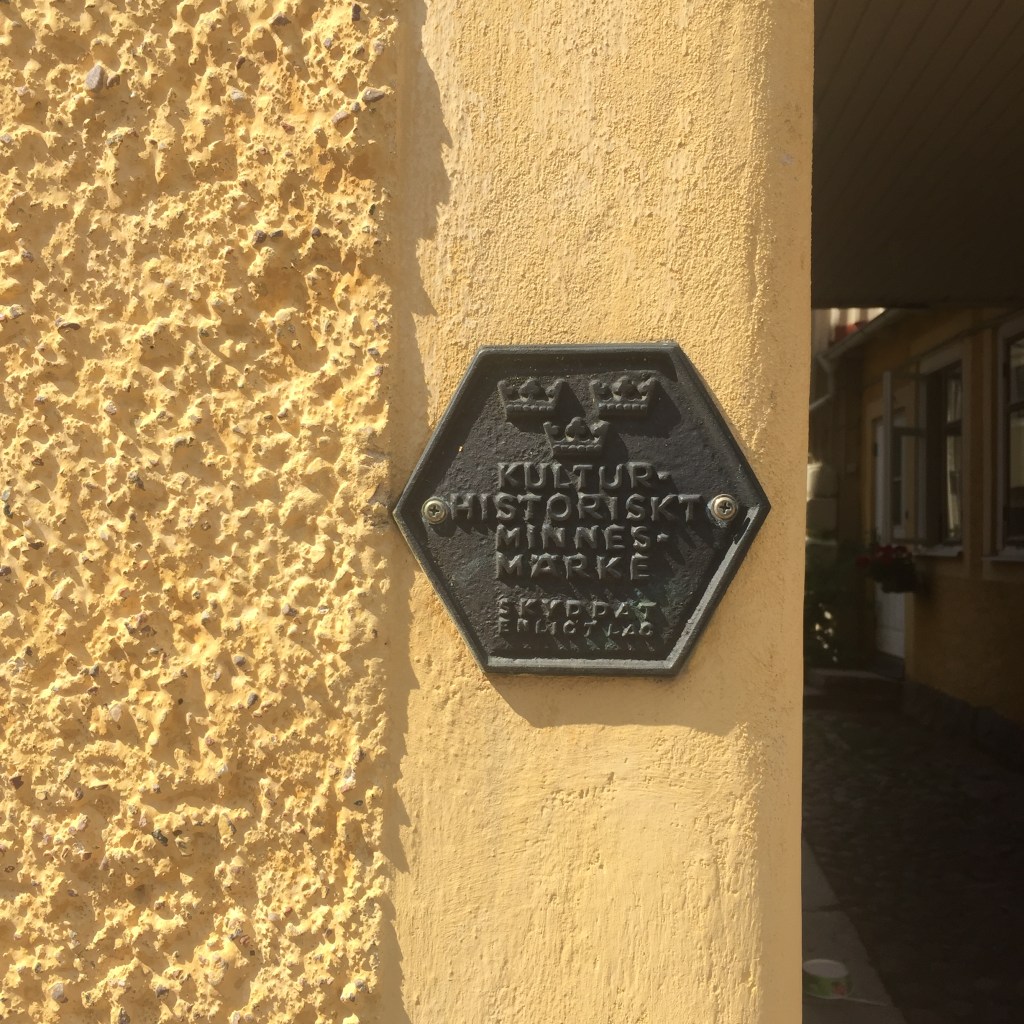 KULTUR-
HISTORISKT
MINNES-
MÄRKE
SKYDDAT
ENLIGT LAG